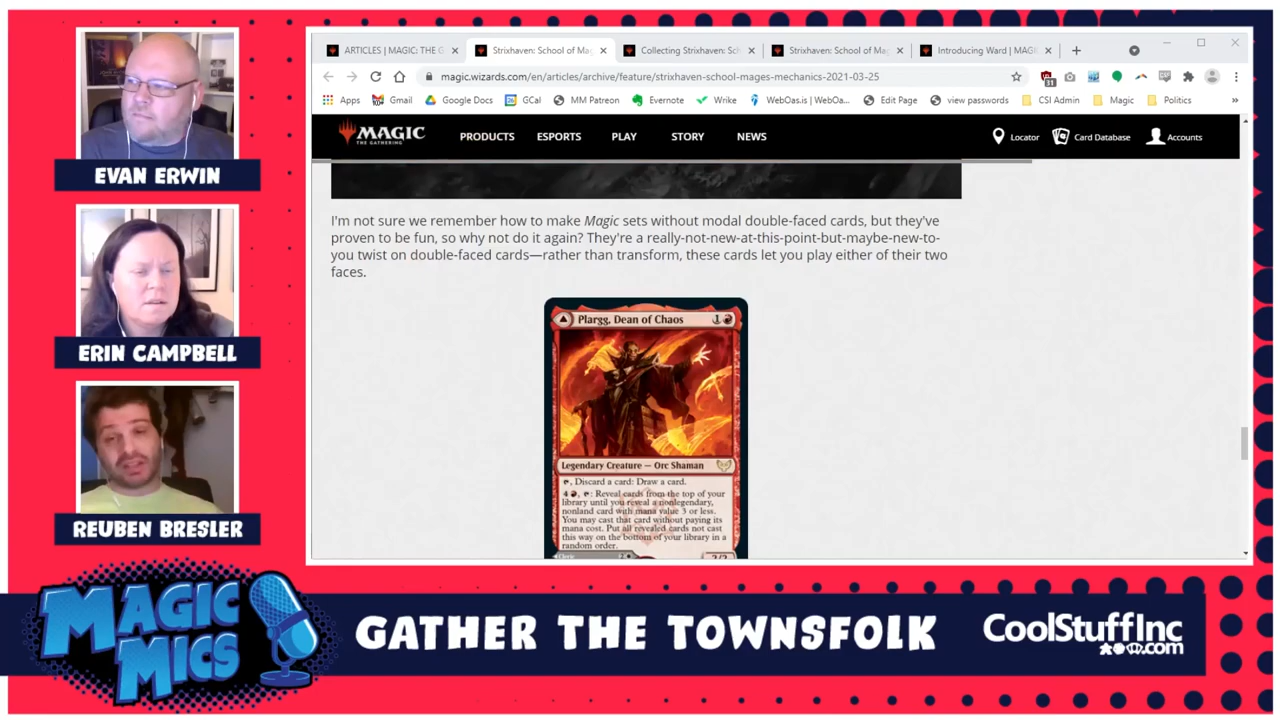 EVAN ERWIN
ERIN CAMPBELL
REUBEN BRESLER
ARTICLES | MAGIC: THE G
Strixhaven: School of Mag
Collecting Strixhaven: Sch
Strixhaven: School of Mag
Introducing Ward | MAGI
magic.wizards.com/en/articles/archive/feature/strixhaven-school-mages-mechanics-2021-03-25
Apps
Gmail
Google Docs
GCal
MM Patreon
Evernote
Wrike
WebOas.is | WebOa...
Edit Page
view passwords
CSI Admin
Magic
Politics
MAGIC
THE GATHERING
PRODUCTS
ESPORTS
PLAY
STORY
NEWS
Locator
Card Database
Accounts
I'm not sure we remember how to make Magic sets without modal double-faced cards, but they've
proven to be fun, so why not do it again? They're a really-not-new-at-this-point-but-maybe-new-to-
you twist on double-faced cards—rather than transform, these cards let you play either of their two
faces.
Plargg, Dean of Chaos 1
Legendary Creature — Orc Shaman
, Discard a card: Draw a card.
4 , : Reveal cards from the top of your
library until you reveal a nonlegendary,
nonland card with mana value 3 or less.
You may cast that card without paying its
mana cost. Put all revealed cards not cast
this way on the bottom of your library in a
random order.
MAGIC
MICS
GATHER THE TOWNSFOLK
CoolStuffInc
.com